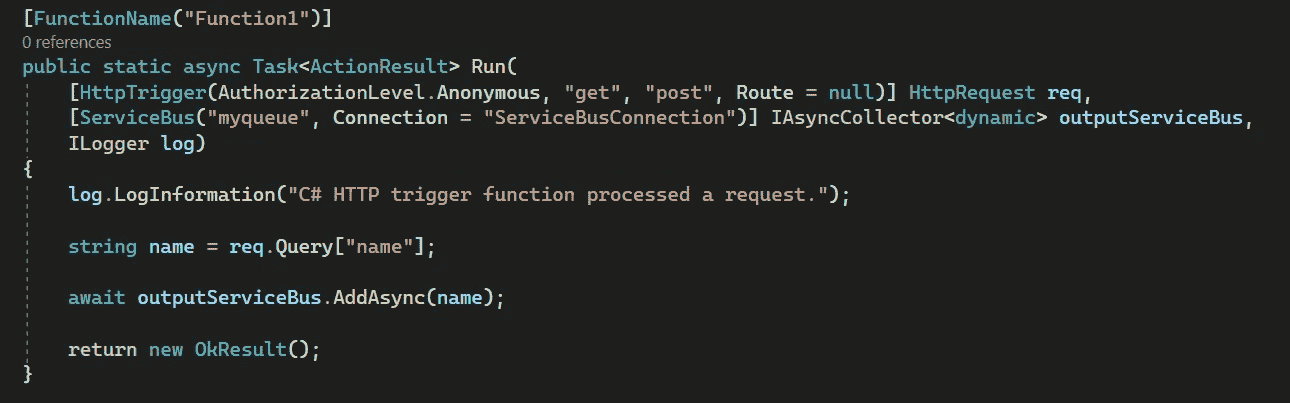 [FunctionName("Function1")]
0 references
public static async Task<ActionResult> Run(
[HttpTrigger(AuthorizationLevel.Anonymous, "get", "post", Route = null)] HttpRequest req,
[ServiceBus("myqueue", Connection = "ServiceBusConnection")] IAsyncCollector<dynamic> outputServiceBus,
ILogger log)
{
log.LogInformation("C# HTTP trigger function processed a request.");
string name = req.Query["name"];
await outputServiceBus.AddAsync(name);
return new OkResult();
}